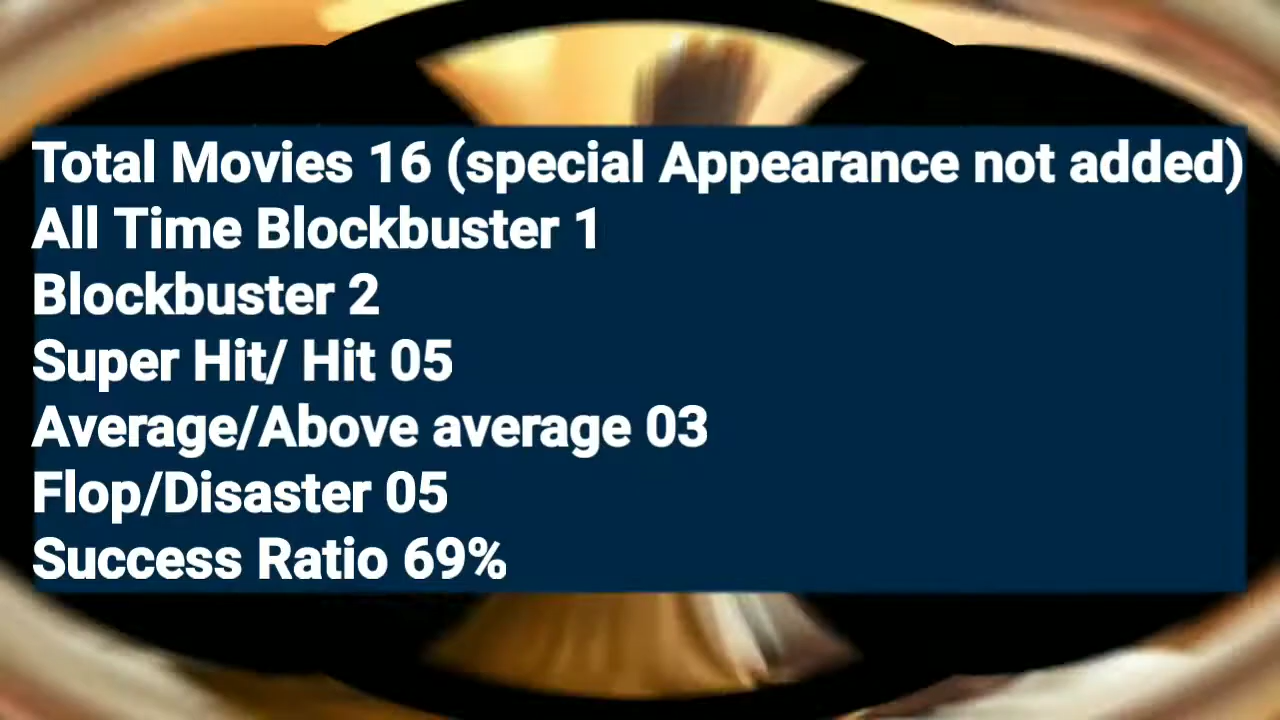 Total Movies 16 (special Appearance not added)
All Time Blockbuster 1
Blockbuster 2
Super Hit/ Hit 05
Average/Above average 03
Flop/Disaster 05
Success Ratio 69%